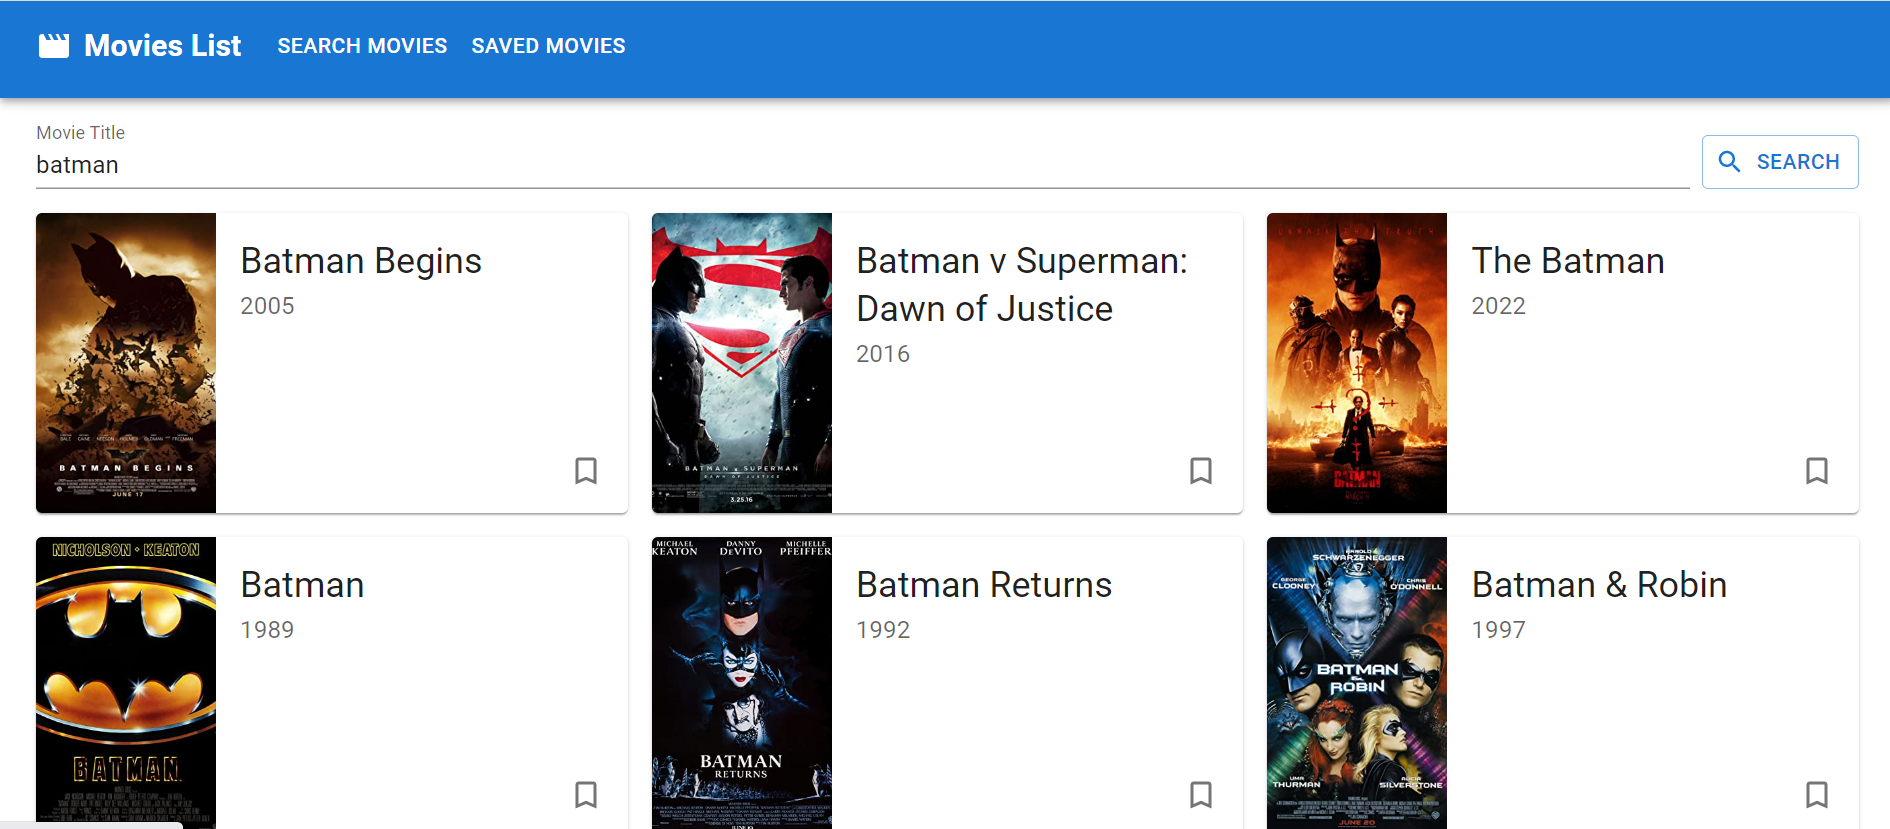 Movies List SEARCH MOVIES SAVED MOVIES
Movie Title
batman
SEARCH
BATMAN BEGINS
JUNE 17
Batman Begins
2005
BATMAN v SUPERMAN
DAWN OF JUSTICE
3.25.16
Batman v Superman:
Dawn of Justice
2016
BATMAN
The Batman
2022
NICHOLSON · KEATON
BATMAN
Batman
1989
MICHAEL KEATON
DANNY DEVITO
MICHELLE PFEIFFER
BATMAN
RETURNS
JUNE 19
Batman Returns
1992
ARNOLD
SCHWARZENEGGER
GEORGE
CLOONEY
CHRIS
O'DONNELL
BATMAN
&
ROBIN
UMA
THURMAN
ALICIA
SILVERSTONE
JUNE 20
Batman & Robin
1997